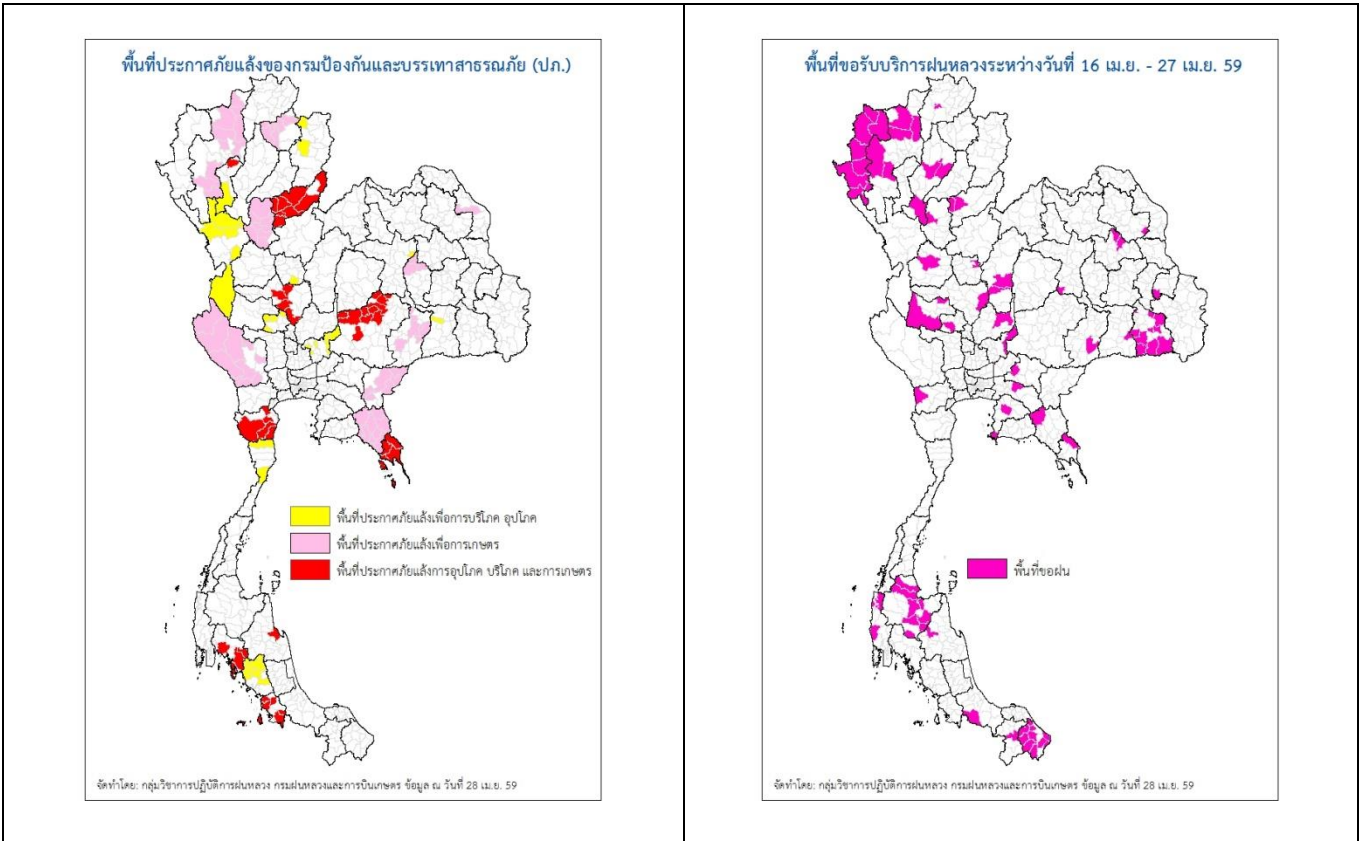 พื้นที่ประกาศภัยแล้งของกรมป้องกันและบรรเทาสาธรณภัย (ปภ.)
พื้นที่ประกาศภัยแล้งเพื่อการบริโภค อุปโภค
พื้นที่ประกาศภัยแล้งเพื่อการเกษตร
พื้นที่ประกาศภัยแล้งการอุปโภค บริโภค และการเกษตร
จัดทำโดย: กลุ่มวิชาการปฏิบัติการฝนหลวง กรมฝนหลวงและการบินเกษตร ข้อมูล ณ วันที่ 28 เม.ย. 59
พื้นที่ขอรับบริการฝนหลวงระหว่างวันที่ 16 เม.ย. - 27 เม.ย. 59
พื้นที่ขอฝน
จัดทำโดย: กลุ่มวิชาการปฏิบัติการฝนหลวง กรมฝนหลวงและการบินเกษตร ข้อมูล ณ วันที่ 28 เม.ย. 59